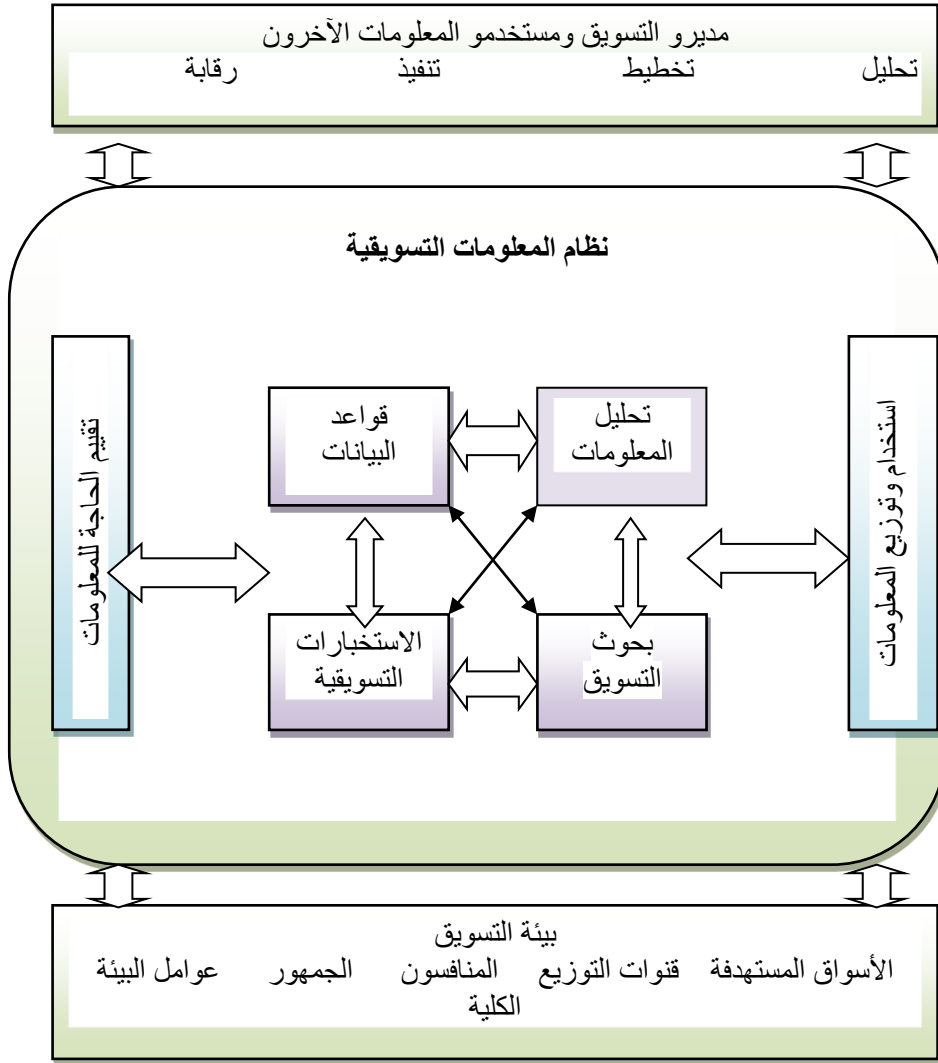 مديرو التسويق ومستخدمو المعلومات الآخرون
تحليل تخطيط تنفيذ رقابة
نظام المعلومات التسويقية
استخدام وتوزيع المعلومات
تحليل
المعلومات
قواعد
البيانات
تقييم الحاجة للمعلومات
بحوث
التسويق
الاستخبارات
التسويقية
بيئة التسويق
الأسواق المستهدفة قنوات التوزيع المنافسون الجمهور عوامل البيئة
الكلية